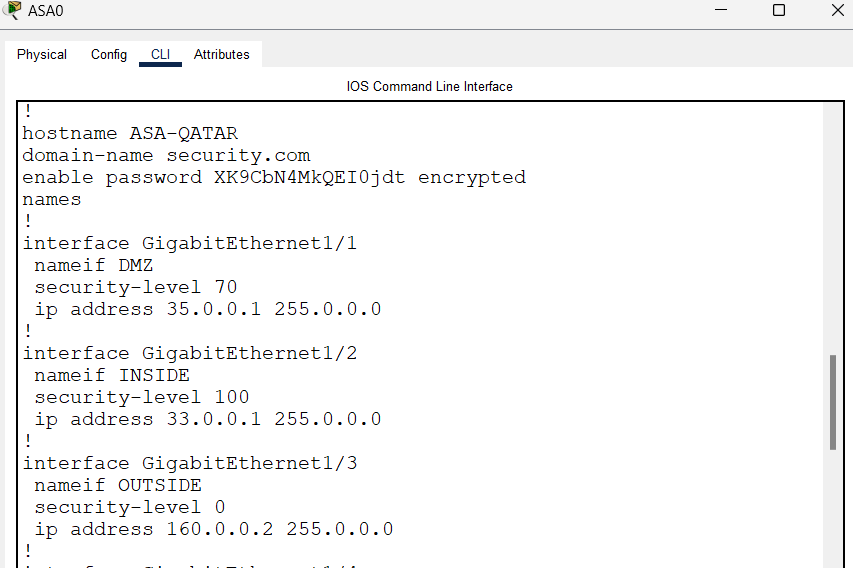 ASA0
Physical Config CLI Attributes
IOS Command Line Interface
!
hostname ASA-QATAR
domain-name security.com
enable password XK9CbN4MkQEI0jdt encrypted
names
!
interface GigabitEthernet1/1
nameif DMZ
security-level 70
ip address 35.0.0.1 255.0.0.0
!
interface GigabitEthernet1/2
nameif INSIDE
security-level 100
ip address 33.0.0.1 255.0.0.0
!
interface GigabitEthernet1/3
nameif OUTSIDE
security-level 0
ip address 160.0.0.2 255.0.0.0
!